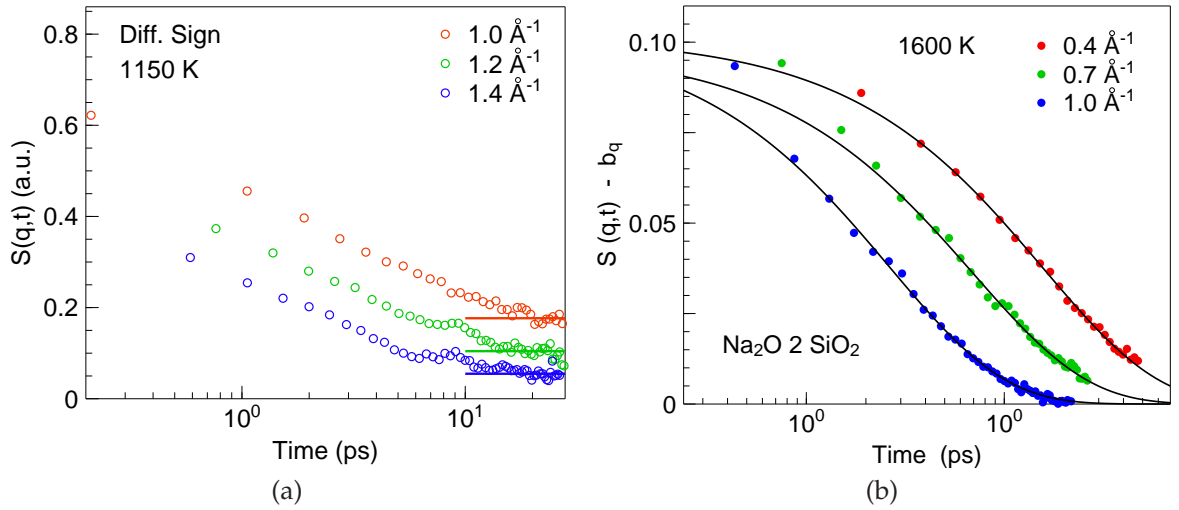 Diff. Sign
1150 K
1.0 Å⁻¹
1.2 Å⁻¹
1.4 Å⁻¹
S(q,t) (a.u.)
0.8
0.6
0.4
0.2
0
10⁰
10¹
Time (ps)
(a)
1600 K
0.4 Å⁻¹
0.7 Å⁻¹
1.0 Å⁻¹
S (q,t) - b_q
0.10
0.05
0.00
Na₂O 2 SiO₂
10⁰
10⁰
Time (ps)
(b)